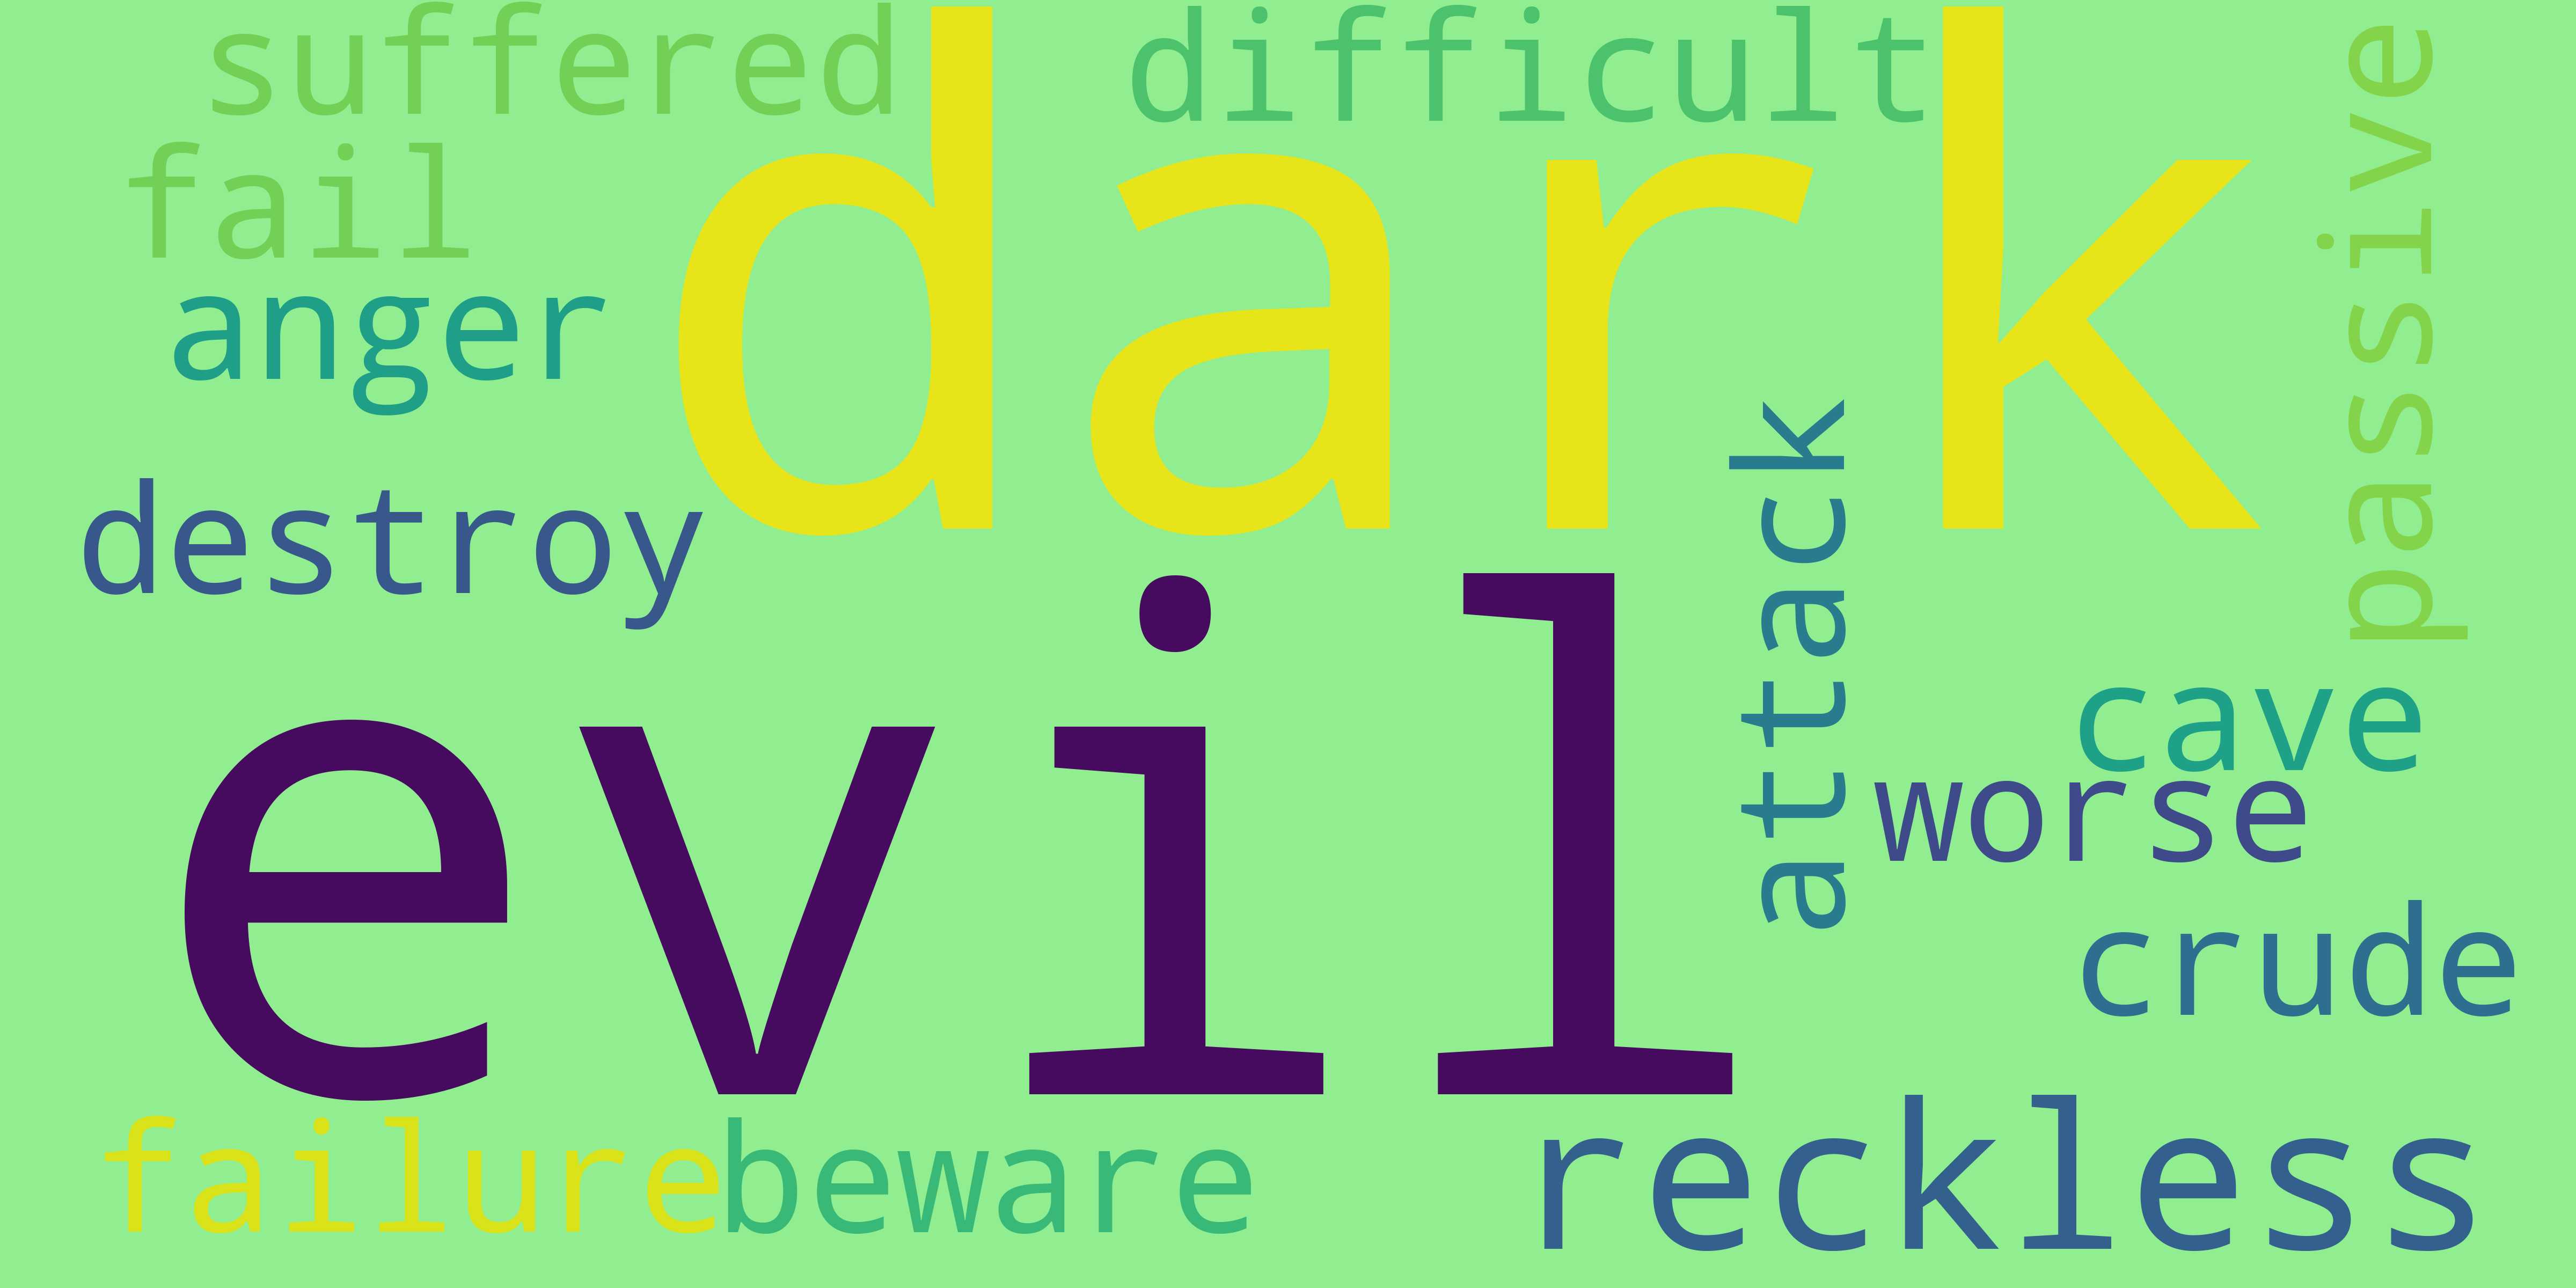 suffered
difficult
dark
passive
fail
anger
destroy
attack
evil
cave
worse
crude
reckless
failure
beware